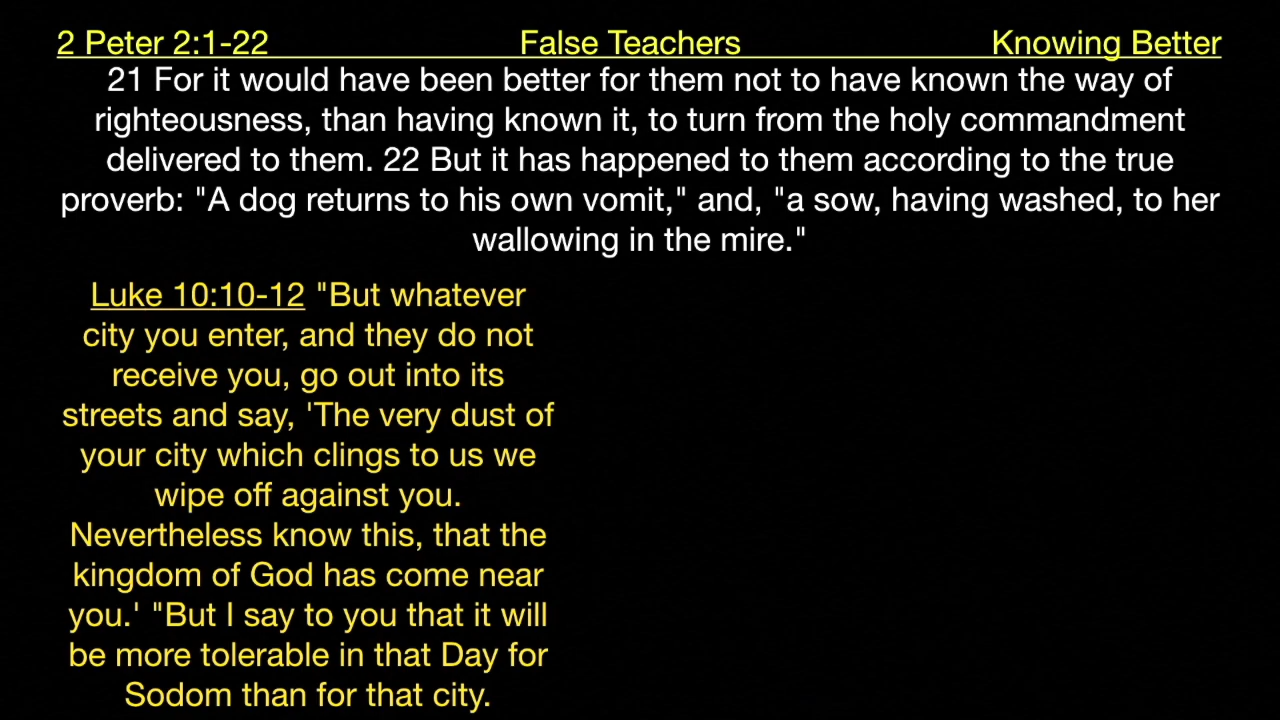 2 Peter 2:1-22 False Teachers Knowing Better
21 For it would have been better for them not to have known the way of
righteousness, than having known it, to turn from the holy commandment
delivered to them. 22 But it has happened to them according to the true
proverb: "A dog returns to his own vomit," and, "a sow, having washed, to her
wallowing in the mire."
Luke 10:10-12 "But whatever
city you enter, and they do not
receive you, go out into its
streets and say, 'The very dust of
your city which clings to us we
wipe off against you.
Nevertheless know this, that the
kingdom of God has come near
you.' "But I say to you that it will
be more tolerable in that Day for
Sodom than for that city.